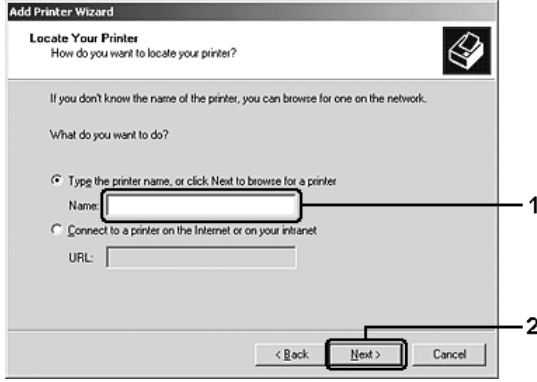 Add Printer Wizard
Locate Your Printer
How do you want to locate your printer?
If you don't know the name of the printer, you can browse for one on the network.
What do you want to do?
Type the printer name, or click Next to browse for a printer
Name:
1
Connect to a printer on the Internet or on your intranet
URL:
2
< Back
Next >
Cancel